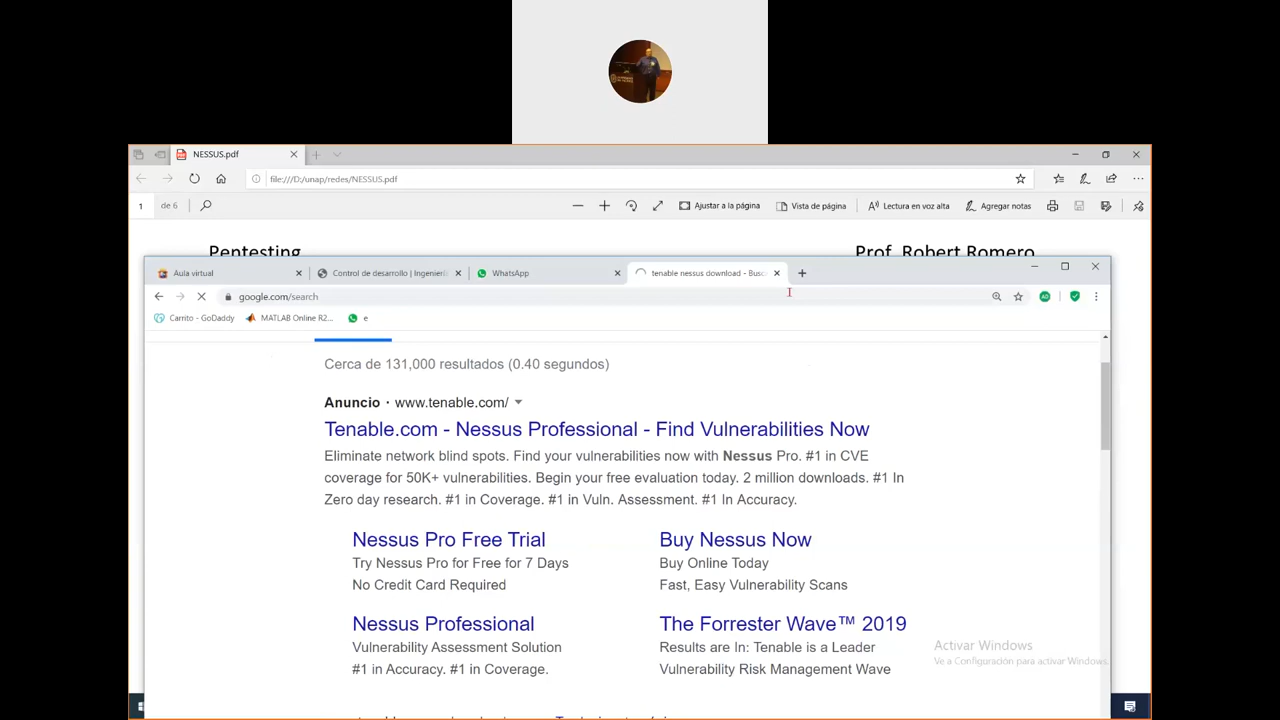 NESSUS.pdf
file:///D:/unap/redes/NESSUS.pdf
1 de 6 Ajustar a la página Vista de página Lectura en voz alta Agregar notas
Pentesting Prof. Robert Romero
Aula virtual Control de desarrollo | Ingenierí WhatsApp tenable nessus download - Busc
google.com/search
Carrito - GoDaddy MATLAB Online R2... e
Cerca de 131,000 resultados (0.40 segundos)
Anuncio · www.tenable.com/
Tenable.com - Nessus Professional - Find Vulnerabilities Now
Eliminate network blind spots. Find your vulnerabilities now with Nessus Pro. #1 in CVE
coverage for 50K+ vulnerabilities. Begin your free evaluation today. 2 million downloads. #1 In
Zero day research. #1 in Coverage. #1 in Vuln. Assessment. #1 In Accuracy.
Nessus Pro Free Trial Buy Nessus Now
Try Nessus Pro for Free for 7 Days Buy Online Today
No Credit Card Required Fast, Easy Vulnerability Scans
Nessus Professional The Forrester Wave™ 2019
Vulnerability Assessment Solution Results are In: Tenable is a Leader
#1 in Accuracy. #1 in Coverage. Vulnerability Risk Management Wave
Activar Windows
Ve a Configuración para activar Windows.